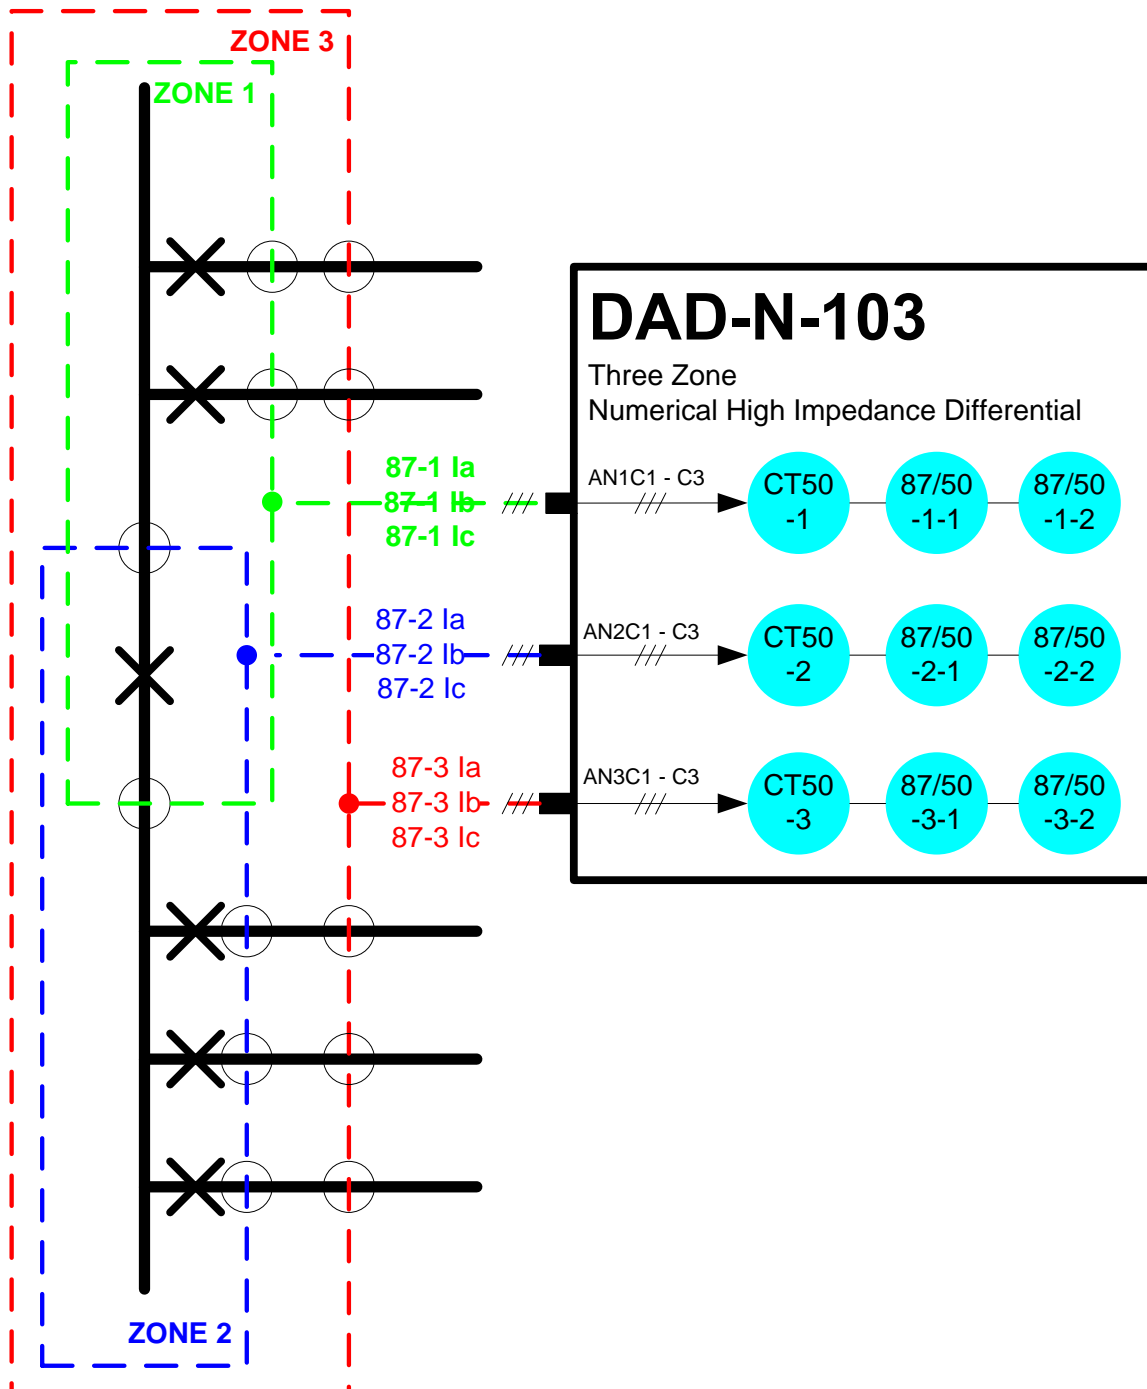 ZONE 3
ZONE 1
DAD-N-103
Three Zone
Numerical High Impedance Differential
87-1 Ia
87-1 Ib
87-1 Ic
AN1C1 - C3
CT50
-1
87/50
-1-1
87/50
-1-2
87-2 Ia
87-2 Ib
87-2 Ic
AN2C1 - C3
CT50
-2
87/50
-2-1
87/50
-2-2
87-3 Ia
87-3 Ib
87-3 Ic
AN3C1 - C3
CT50
-3
87/50
-3-1
87/50
-3-2
ZONE 2